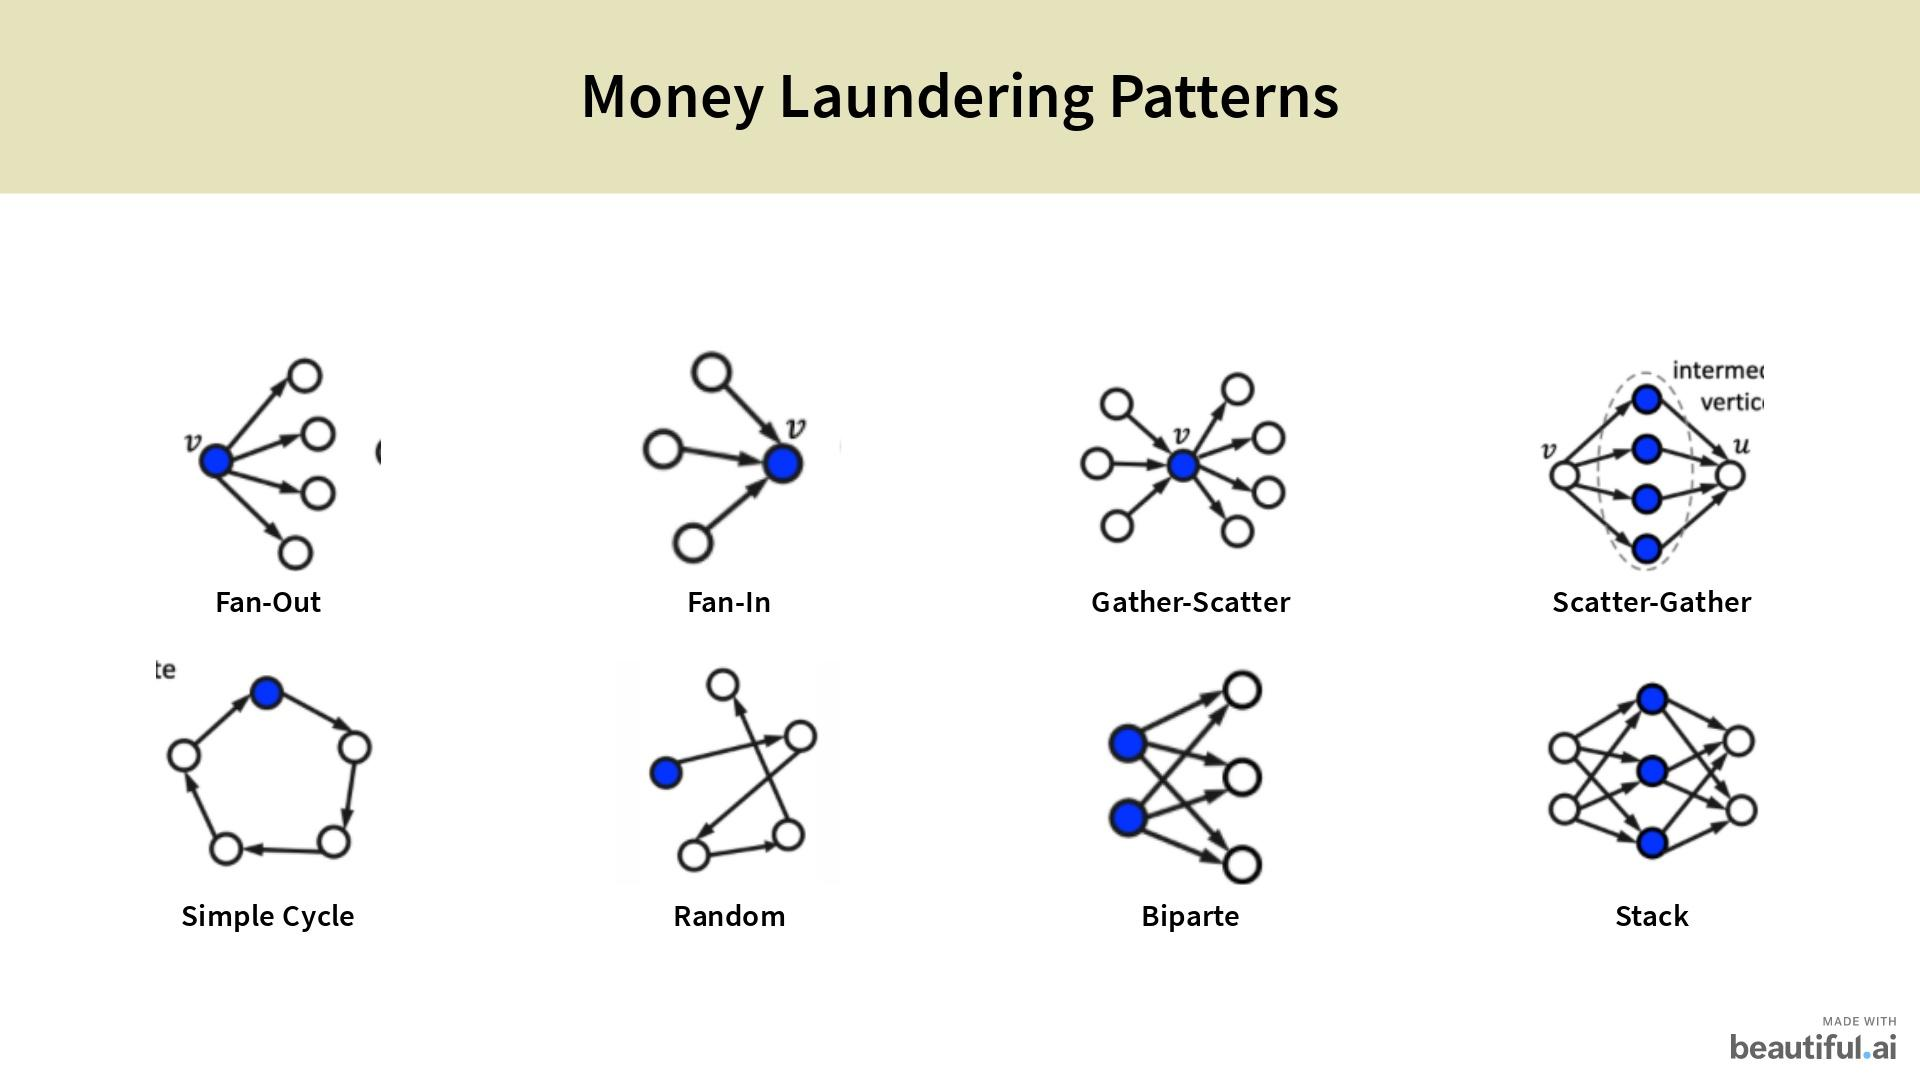 Money Laundering Patterns
v
v
v
intermed
vertic
v
u
Fan-Out
Fan-In
Gather-Scatter
Scatter-Gather
te
Simple Cycle
Random
Biparte
Stack
MADE WITH
beautiful.ai